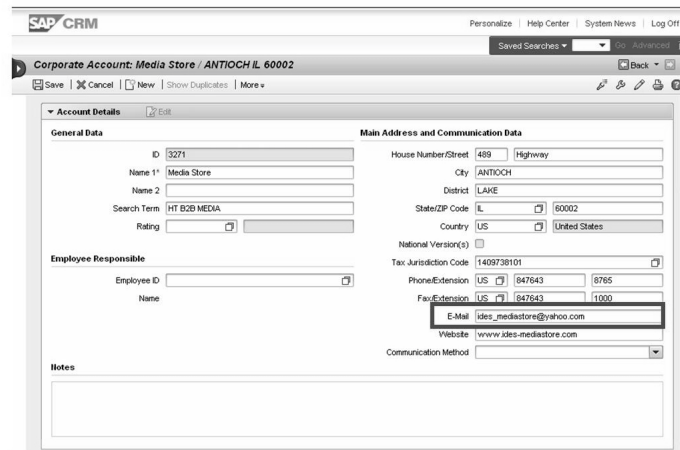 SAP CRM
Personalize | Help Center | System News | Log Off
Saved Searches Go Advanced
Corporate Account: Media Store / ANTIOCH IL 60002 Back
Save | Cancel | New | Show Duplicates | More
Account Details Edit
General Data
ID 3271
Name 1* Media Store
Name 2
Search Term HT B2B MEDIA
Rating
Employee Responsible
Employee ID
Name
Main Address and Communication Data
House Number/Street 489 Highway
City ANTIOCH
District LAKE
State/ZIP Code IL 60002
Country US United States
National Version(s)
Tax Jurisdiction Code 1409738101
Phone/Extension US 847643 8765
Fax/Extension US 847643 1000
E-Mail ides_mediastore@yahoo.com
Website www.ides-mediastore.com
Communication Method
Notes